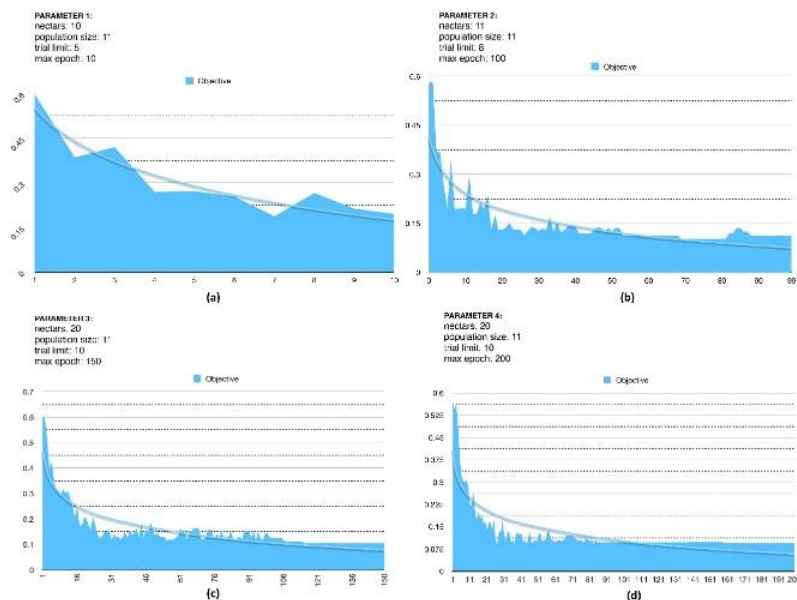 PARAMETER 1:
nectars: 10
population size: 11
trial limit: 5
max epoch: 10
Objective
0.6
0.45
0.3
0.15
0
1 2 3 4 5 6 7 8 9 10
(a)
PARAMETER 2:
nectars: 11
population size: 11
trial limit: 8
max epoch: 100
Objective
0.6
0.45
0.3
0.15
0
0 10 20 30 40 50 60 70 80 90 99
(b)
PARAMETER 3:
nectars: 20
population size: 11
trial limit: 10
max epoch: 150
Objective
0.7
0.6
0.5
0.4
0.3
0.2
0.1
0
1 16 31 46 61 76 91 106 121 136 150
(c)
PARAMETER 4:
nectars: 20
population size: 11
trial limit: 10
max epoch: 200
Objective
0.6
0.525
0.45
0.375
0.3
0.225
0.15
0.075
0
1 11 21 31 41 51 61 71 81 91 101 111 121 131 141 151 161 171 181 191 200
(d)